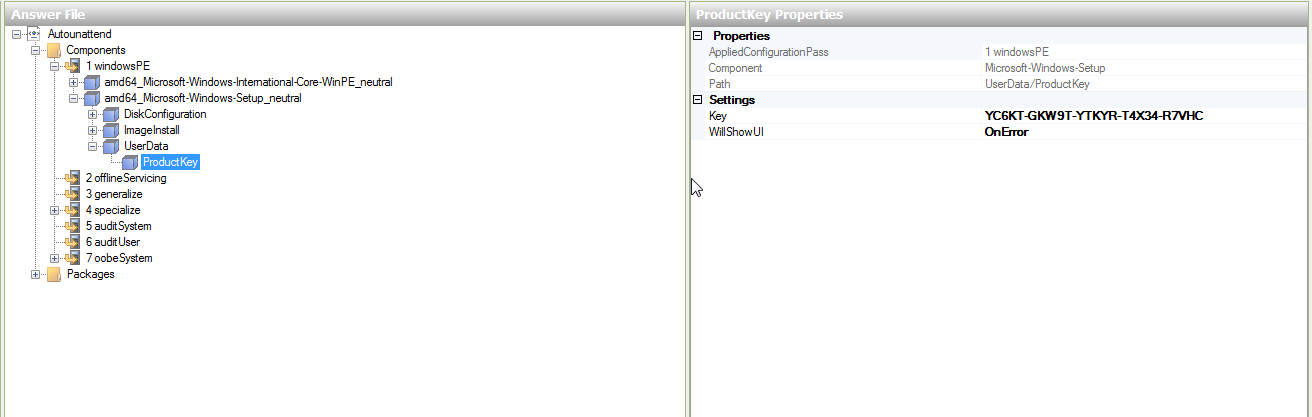 Answer File
Autounattend
Components
1 windowsPE
amd64_Microsoft-Windows-International-Core-WinPE_neutral
amd64_Microsoft-Windows-Setup_neutral
DiskConfiguration
ImageInstall
UserData
ProductKey
2 offlineServicing
3 generalize
4 specialize
5 auditSystem
6 auditUser
7 oobeSystem
Packages
ProductKey Properties
Properties
AppliedConfigurationPass 1 windowsPE
Component Microsoft-Windows-Setup
Path UserData/ProductKey
Settings
Key YC6KT-GKW9T-YTKYR-T4X34-R7VHC
WillShowUI OnError